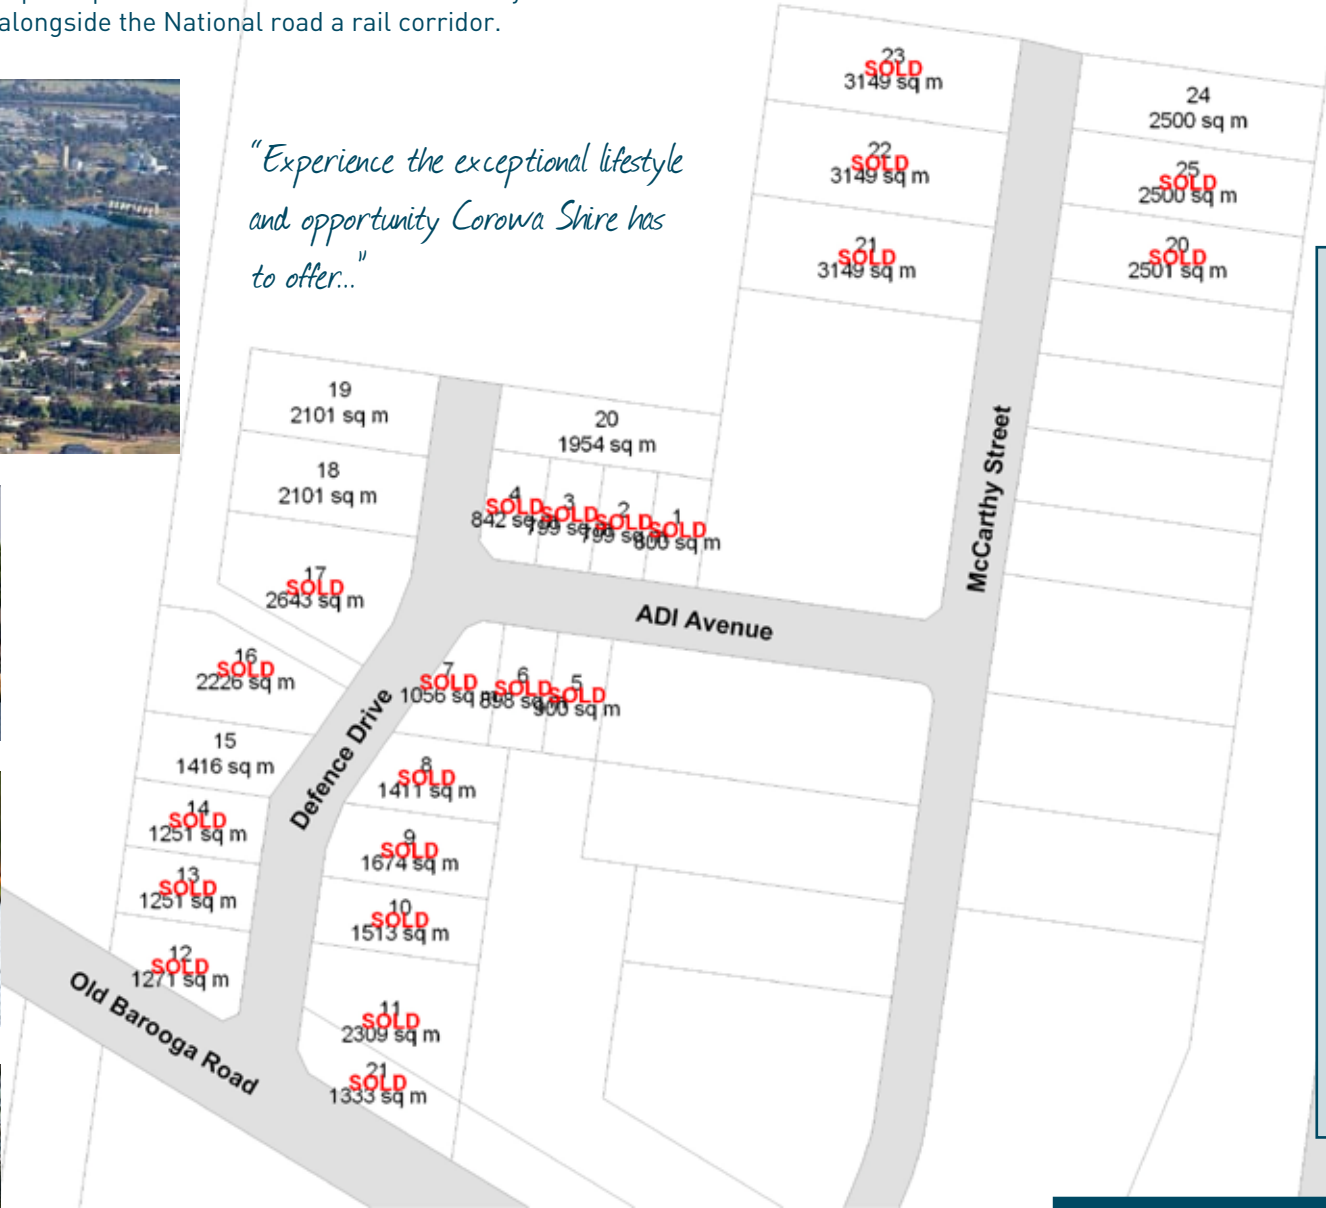 alongside the National road a rail corridor.
“Experience the exceptional lifestyle
and opportunity Corowa Shire has
to offer...”
23
SOLD
3149 sq m
24
2500 sq m
22
SOLD
3149 sq m
25
SOLD
2500 sq m
21
SOLD
3149 sq m
20
SOLD
2501 sq m
19
2101 sq m
20
1954 sq m
18
2101 sq m
4
SOLD
842 sq m
3
SOLD
799 sq m
2
SOLD
799 sq m
1
SOLD
800 sq m
McCarthy Street
17
SOLD
2643 sq m
ADI Avenue
16
SOLD
2226 sq m
7
SOLD
1056 sq m
6
SOLD
898 sq m
5
SOLD
900 sq m
Defence Drive
15
1416 sq m
8
SOLD
1411 sq m
14
SOLD
1251 sq m
9
SOLD
1674 sq m
13
SOLD
1251 sq m
10
SOLD
1513 sq m
12
SOLD
1271 sq m
Old Barooga Road
11
SOLD
2309 sq m
21
SOLD
1333 sq m